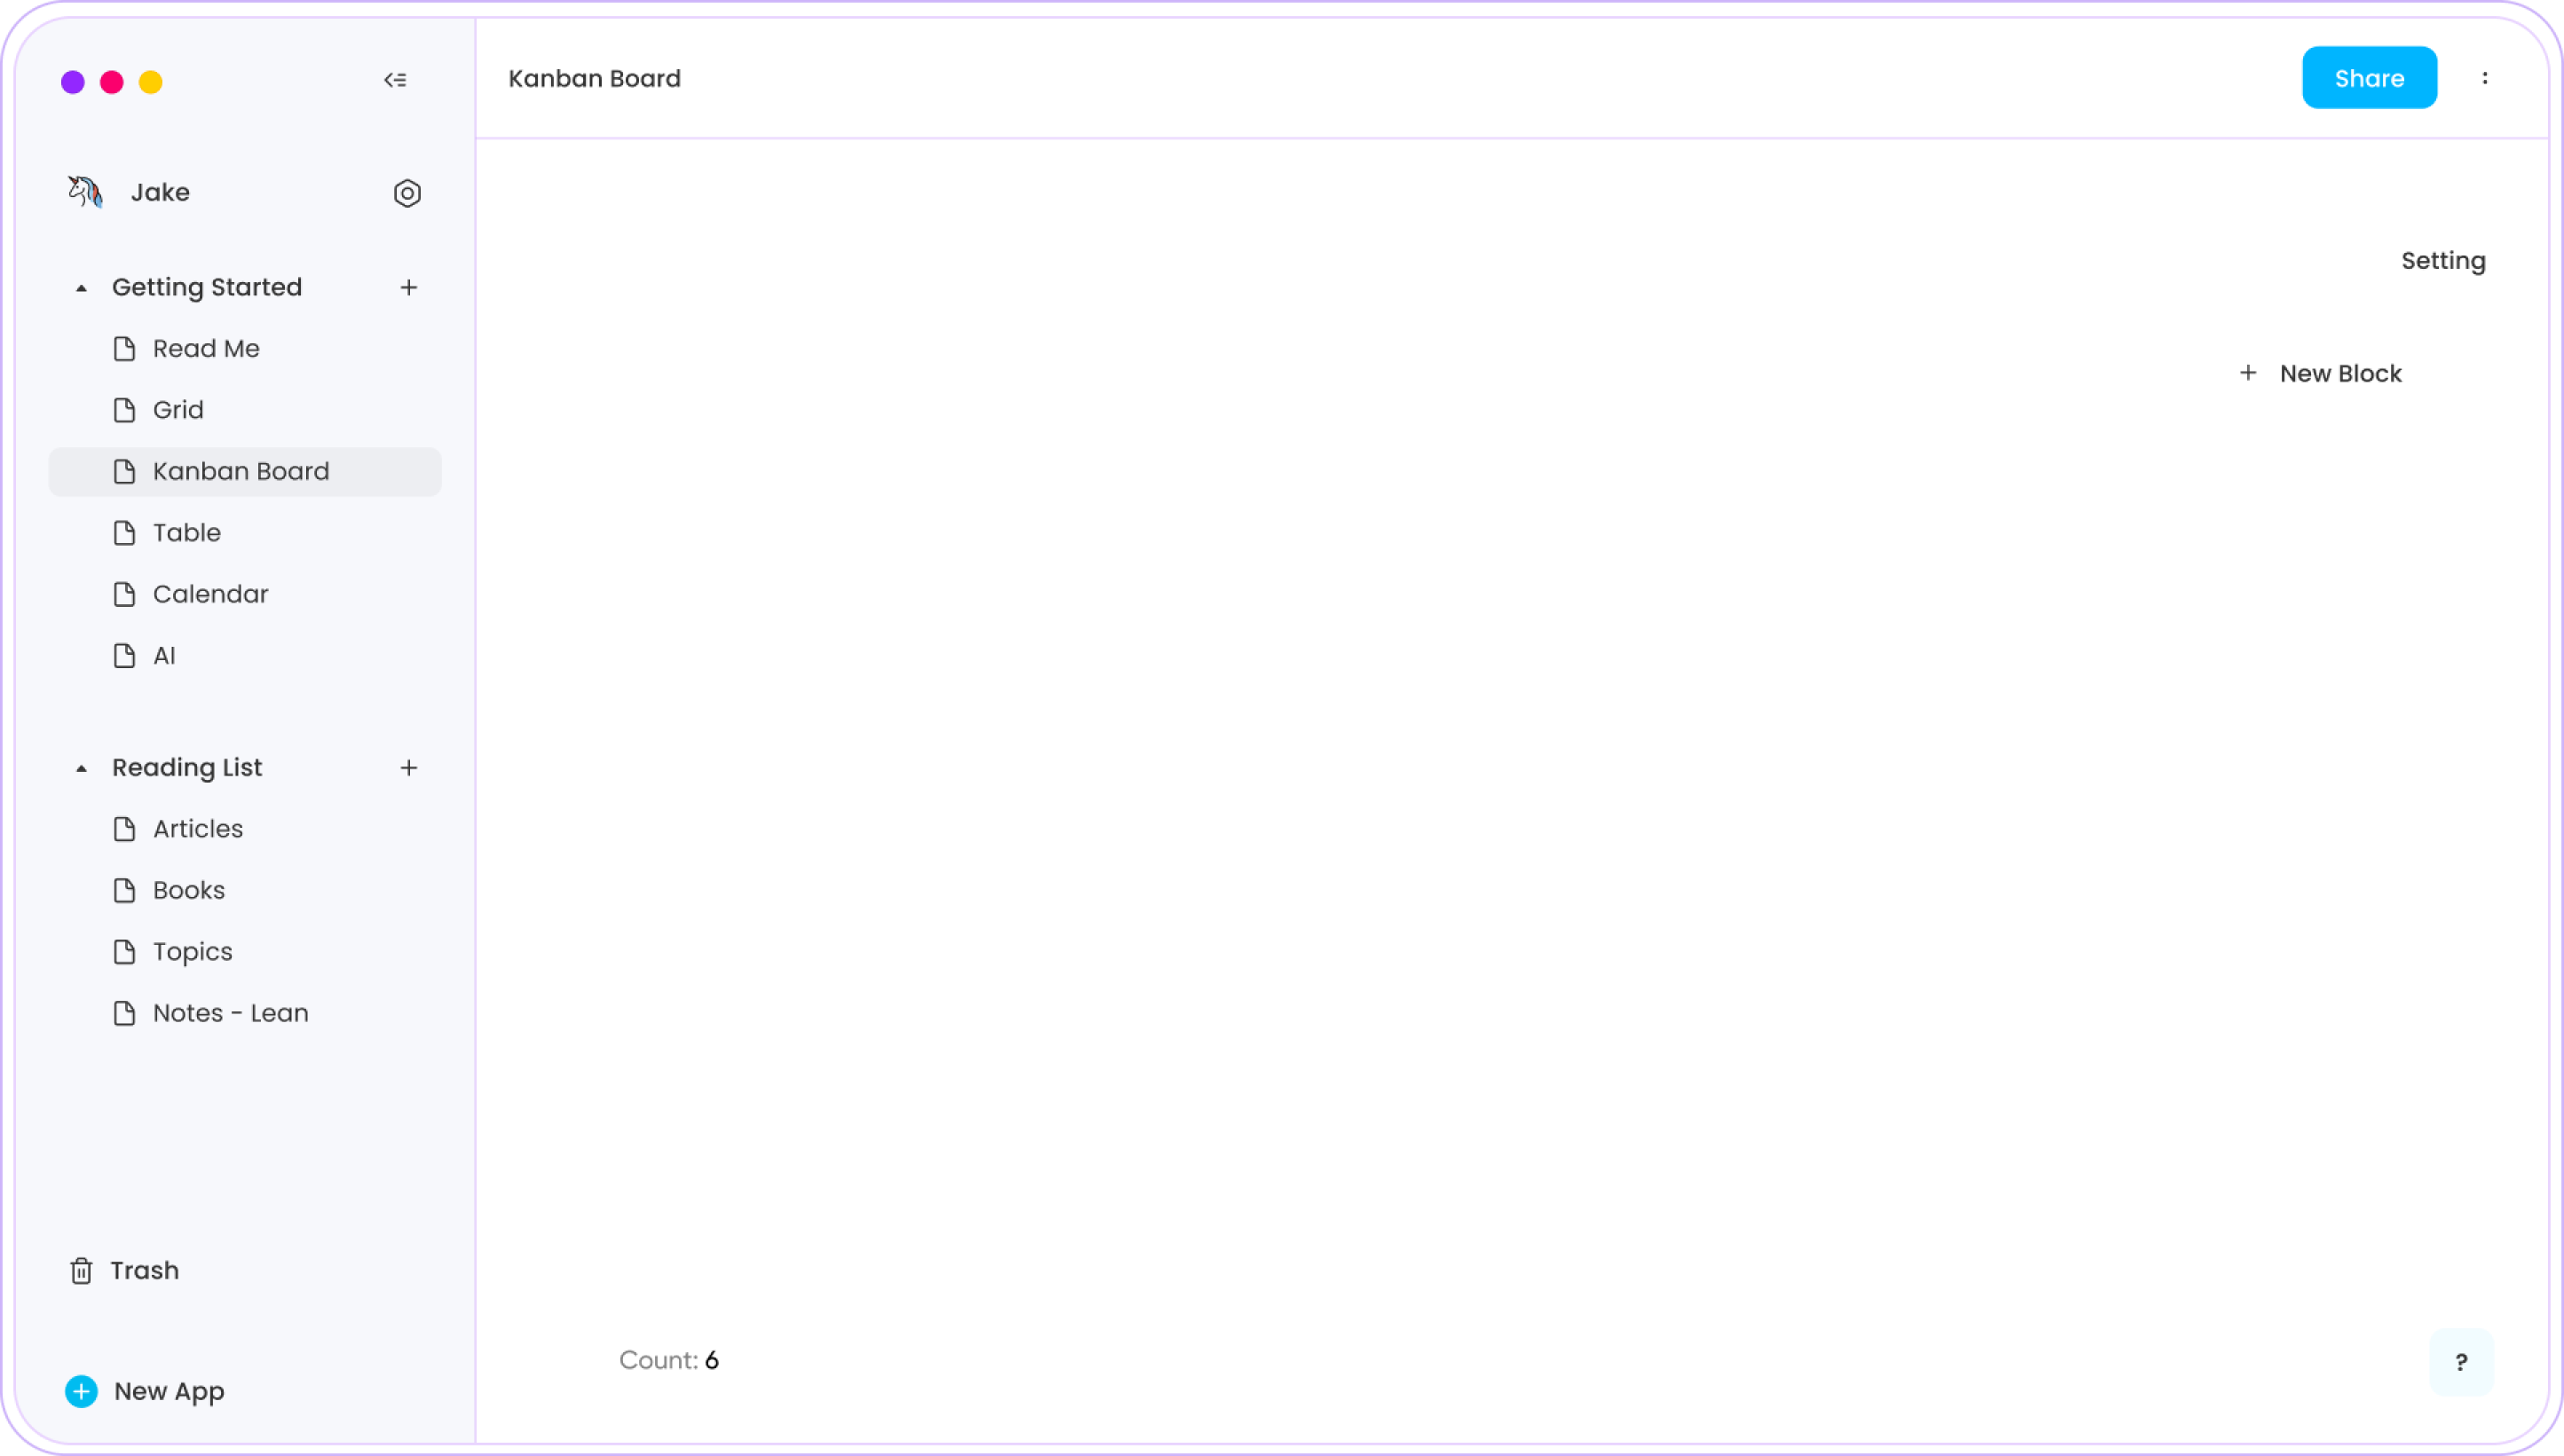 Kanban Board
Share
Jake
Setting
Getting Started
Read Me
New Block
Grid
Kanban Board
Table
Calendar
AI
Reading List
Articles
Books
Topics
Notes - Lean
Trash
Count: 6
?
New App